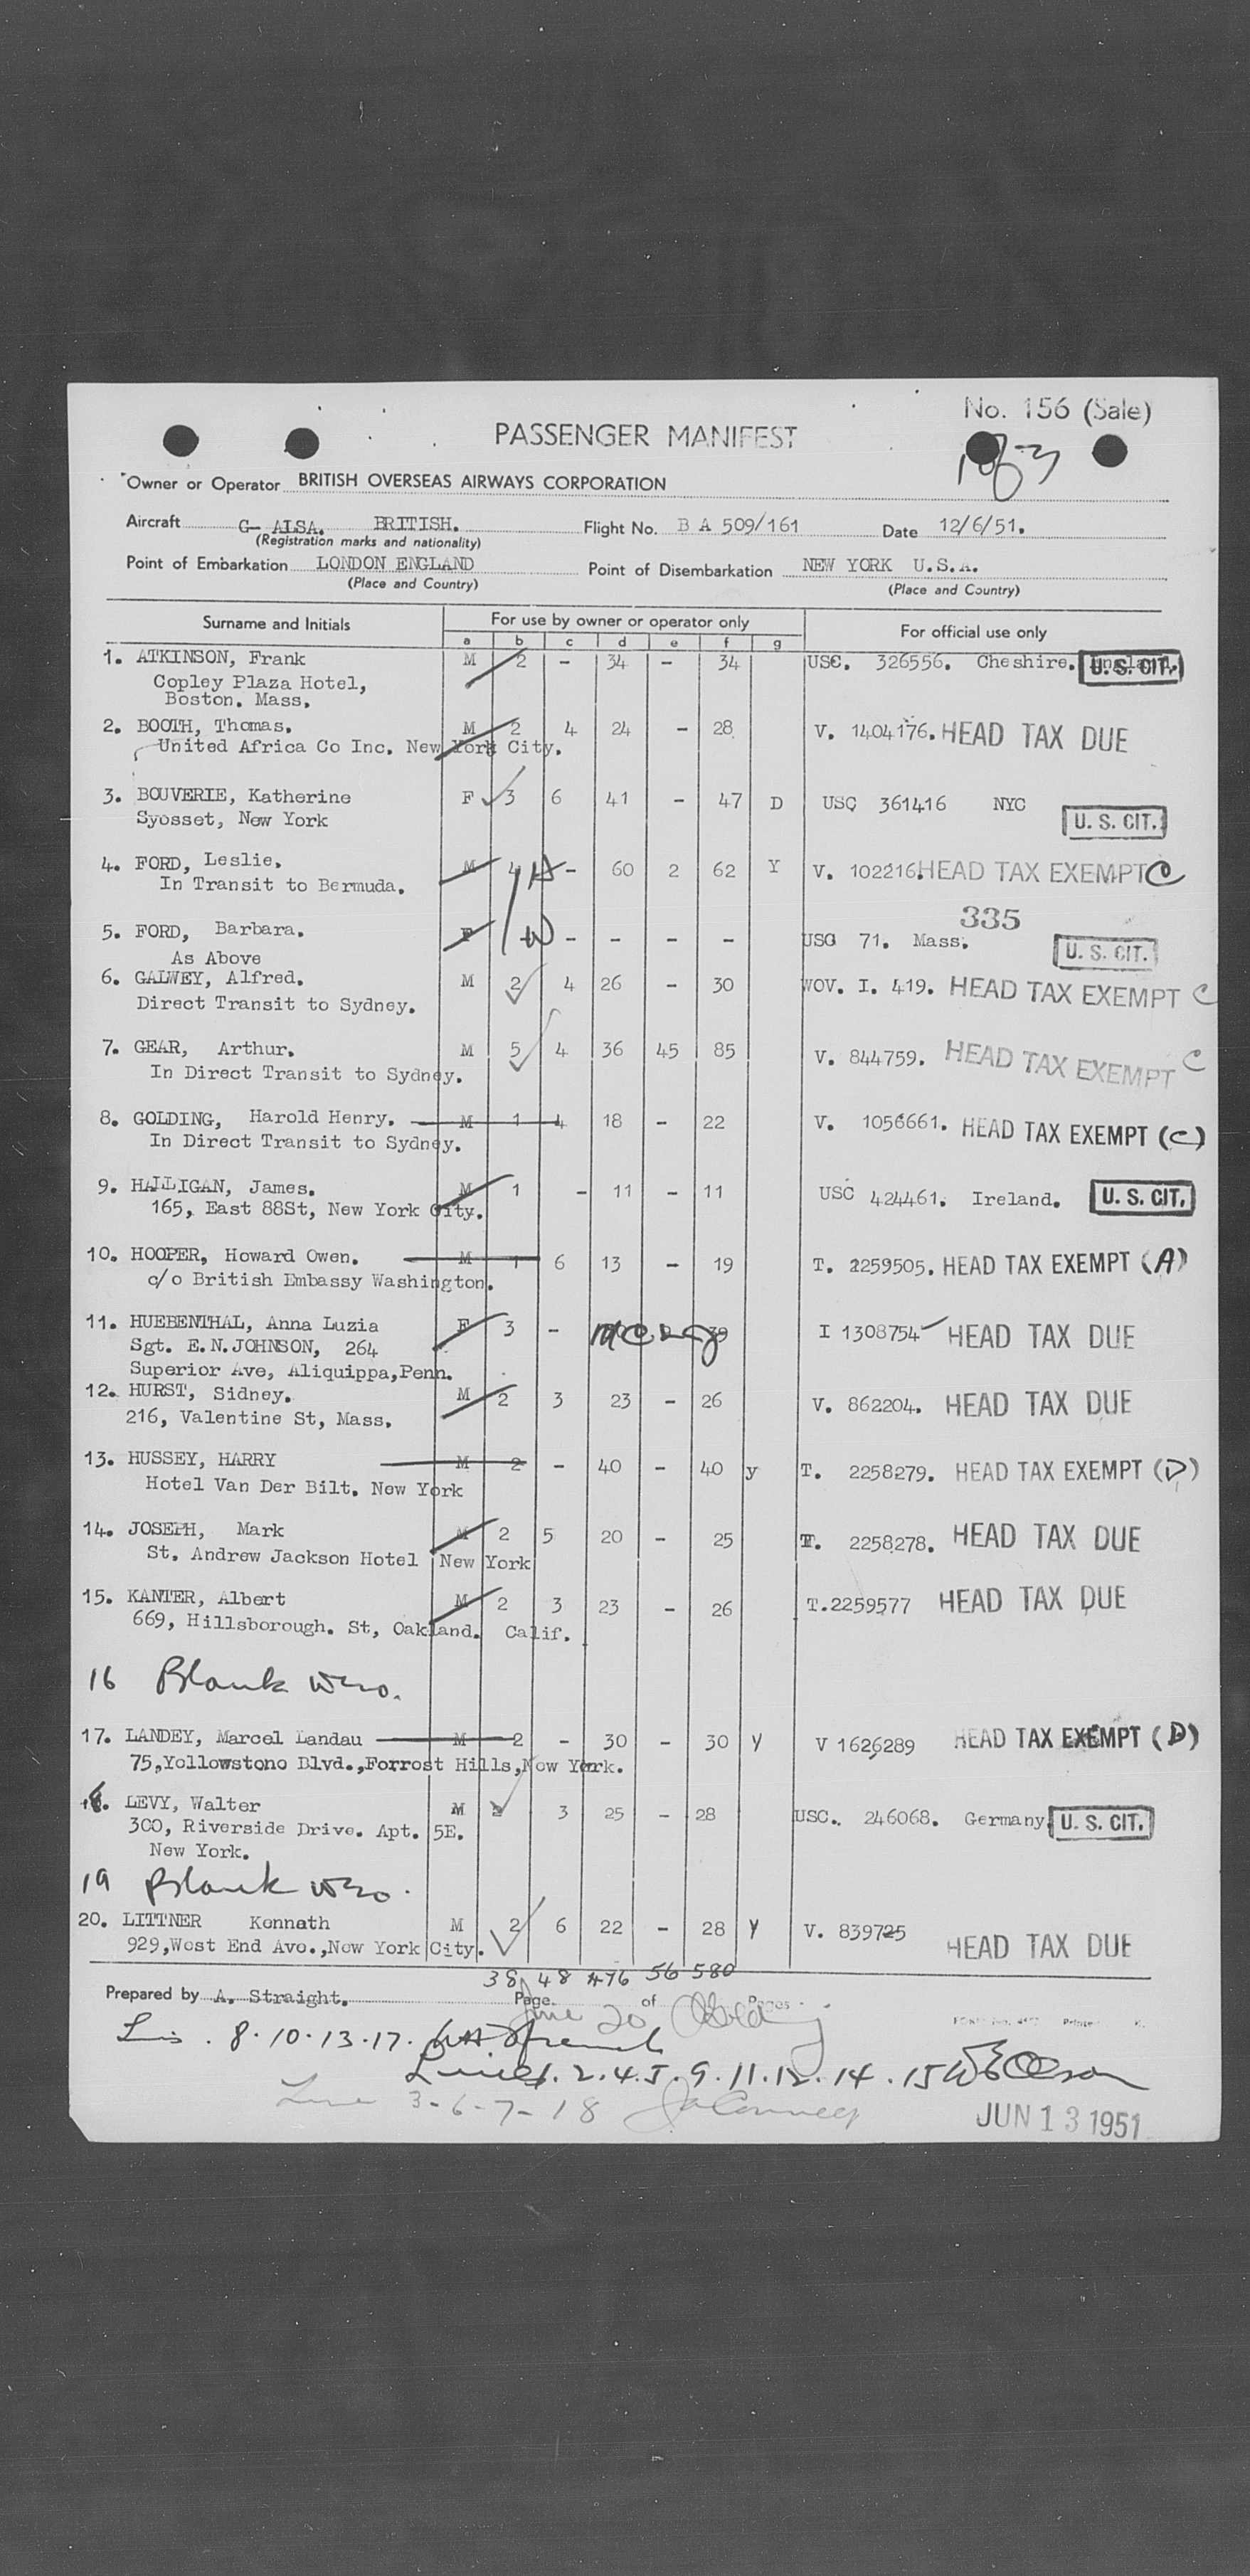 No. 156 (Sale)
PASSENGER MANIFEST
1 of 3
Owner or Operator BRITISH OVERSEAS AIRWAYS CORPORATION
Aircraft G- ALSA. BRITISH. Flight No. B A 509/161 Date 12/6/51.
(Registration marks and nationality)
Point of Embarkation LONDON ENGLAND Point of Disembarkation NEW YORK U.S.A.
(Place and Country) (Place and Country)
Surname and Initials For use by owner or operator only For official use only
a b c d e f g
1. ATKINSON, Frank M 2 - 34 - 34 USC. 326556. Cheshire. England. U. S. CIT.
Copley Plaza Hotel,
Boston. Mass.
2. BOOTH, Thomas. M 2 4 24 - 28 V. 1404176. HEAD TAX DUE
United Africa Co Inc. New York City.
3. BOUVERIE, Katherine F 3 6 41 - 47 D USC 361416 NYC U. S. CIT.
Syosset, New York
4. FORD, Leslie. M 4 - 60 2 62 Y V. 102216. HEAD TAX EXEMPT C
In Transit to Bermuda.
335
5. FORD, Barbara. F - - - - USC 71. Mass. U. S. CIT.
As Above
6. GALWEY, Alfred. M 2 4 26 - 30 WOV. I. 419. HEAD TAX EXEMPT C
Direct Transit to Sydney.
7. GEAR, Arthur. M 5 4 36 45 85 V. 844759. HEAD TAX EXEMPT C
In Direct Transit to Sydney.
8. GOLDING, Harold Henry. M 1 4 18 - 22 V. 1056661. HEAD TAX EXEMPT (C)
In Direct Transit to Sydney.
9. HALLIGAN, James. M 1 - 11 - 11 USC 424461. Ireland. U. S. CIT.
165, East 88St, New York City.
10. HOOPER, Howard Owen. M 1 6 13 - 19 T. 2259505. HEAD TAX EXEMPT (A)
c/o British Embassy Washington.
11. HUEBENTHAL, Anna Luzia F 3 - 39 I 1308754 HEAD TAX DUE
Sgt. E.N.JOHNSON, 264
Superior Ave, Aliquippa,Penn.
12. HURST, Sidney. M 2 3 23 - 26 V. 862204. HEAD TAX DUE
216, Valentine St, Mass.
13. HUSSEY, HARRY M 2 - 40 - 40 y T. 2258279. HEAD TAX EXEMPT (D)
Hotel Van Der Bilt. New York
14. JOSEPH, Mark M 2 5 20 - 25 T. 2258278. HEAD TAX DUE
St. Andrew Jackson Hotel New York
15. KANTER, Albert M 2 3 23 - 26 T.2259577 HEAD TAX DUE
669, Hillsborough. St, Oakland. Calif.
16 Blank
17. LANDEY, Marcel Landau M 2 - 30 - 30 y V 1626289 HEAD TAX EXEMPT (D)
75,Yollowstono Blvd.,Forrost Hills,Now York.
18. LEVY, Walter M 2 3 25 - 28 USC. 246068. Germany. U. S. CIT.
300, Riverside Drive. Apt. 5E.
New York.
19 Blank
20. LITTNER Konnath M 2 6 22 - 28 y V. 839725 HEAD TAX DUE
929,West End Avo.,New York City.
38 48 476 56 580
Prepared by A. Straight. Page of Pages
June 20
8. 10. 13. 17.
Lines 1. 2. 4. 5. 9. 11. 12. 14. 15
Line 3-6-7-18
JUN 13 1951